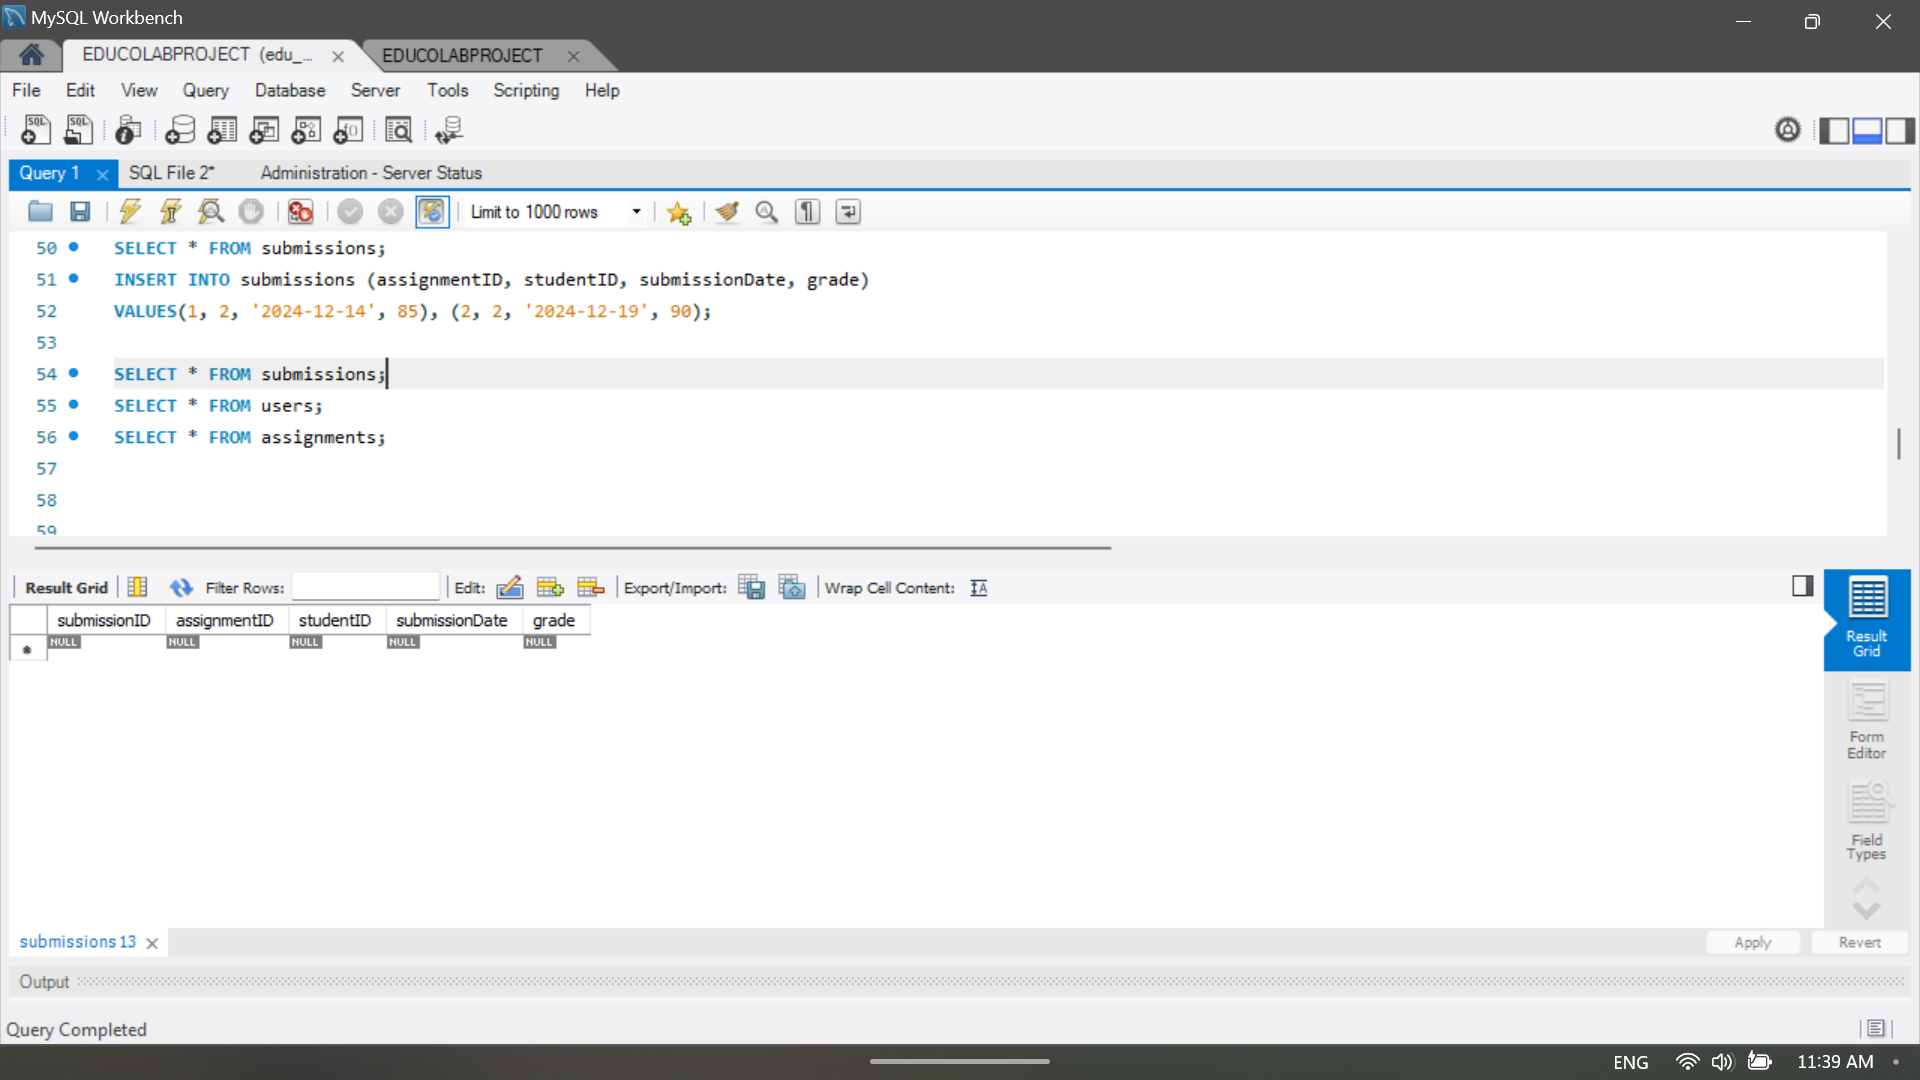 MySQL Workbench
EDUCOLABPROJECT (edu_... EDUCOLABPROJECT
File Edit View Query Database Server Tools Scripting Help
Query 1 SQL File 2* Administration - Server Status
Limit to 1000 rows
50 SELECT * FROM submissions;
51 INSERT INTO submissions (assignmentID, studentID, submissionDate, grade)
52 VALUES(1, 2, '2024-12-14', 85), (2, 2, '2024-12-19', 90);
53
54 SELECT * FROM submissions;
55 SELECT * FROM users;
56 SELECT * FROM assignments;
57
58
59
Result Grid Filter Rows: Edit: Export/Import: Wrap Cell Content:
submissionID assignmentID studentID submissionDate grade
NULL NULL NULL NULL NULL
Result
Grid
Form
Editor
Field
Types
submissions 13 Apply Revert
Output
Query Completed
ENG 11:39 AM